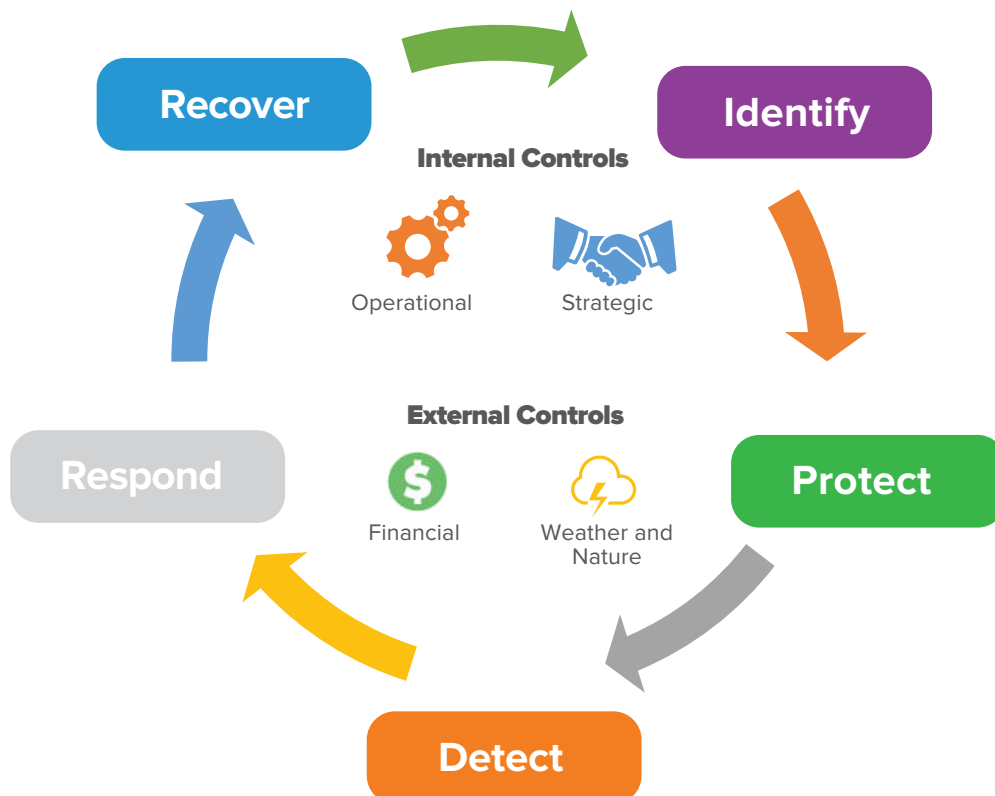 Recover
Identify
Internal Controls
Operational
Strategic
External Controls
Respond
Protect
Financial
Weather and
Nature
Detect